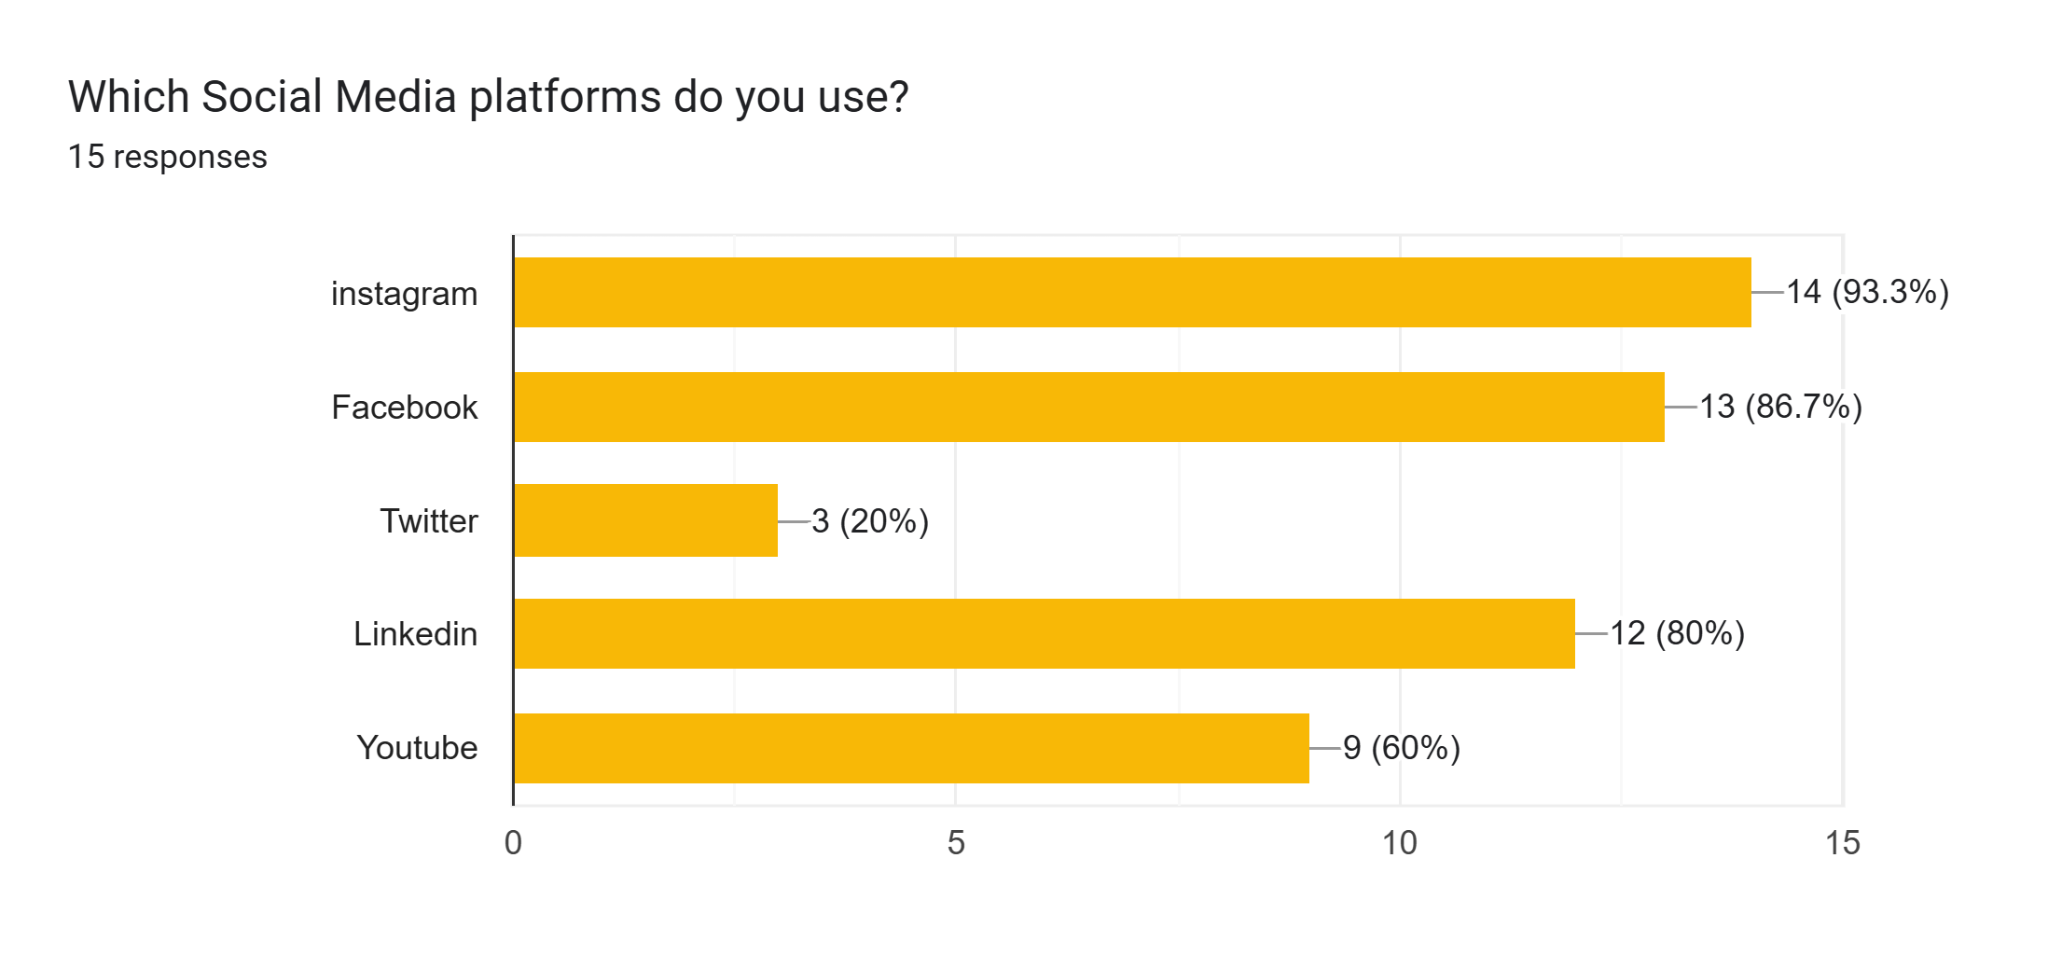 Which Social Media platforms do you use?
15 responses
instagram 14 (93.3%)
Facebook 13 (86.7%)
Twitter 3 (20%)
Linkedin 12 (80%)
Youtube 9 (60%)
0 5 10 15